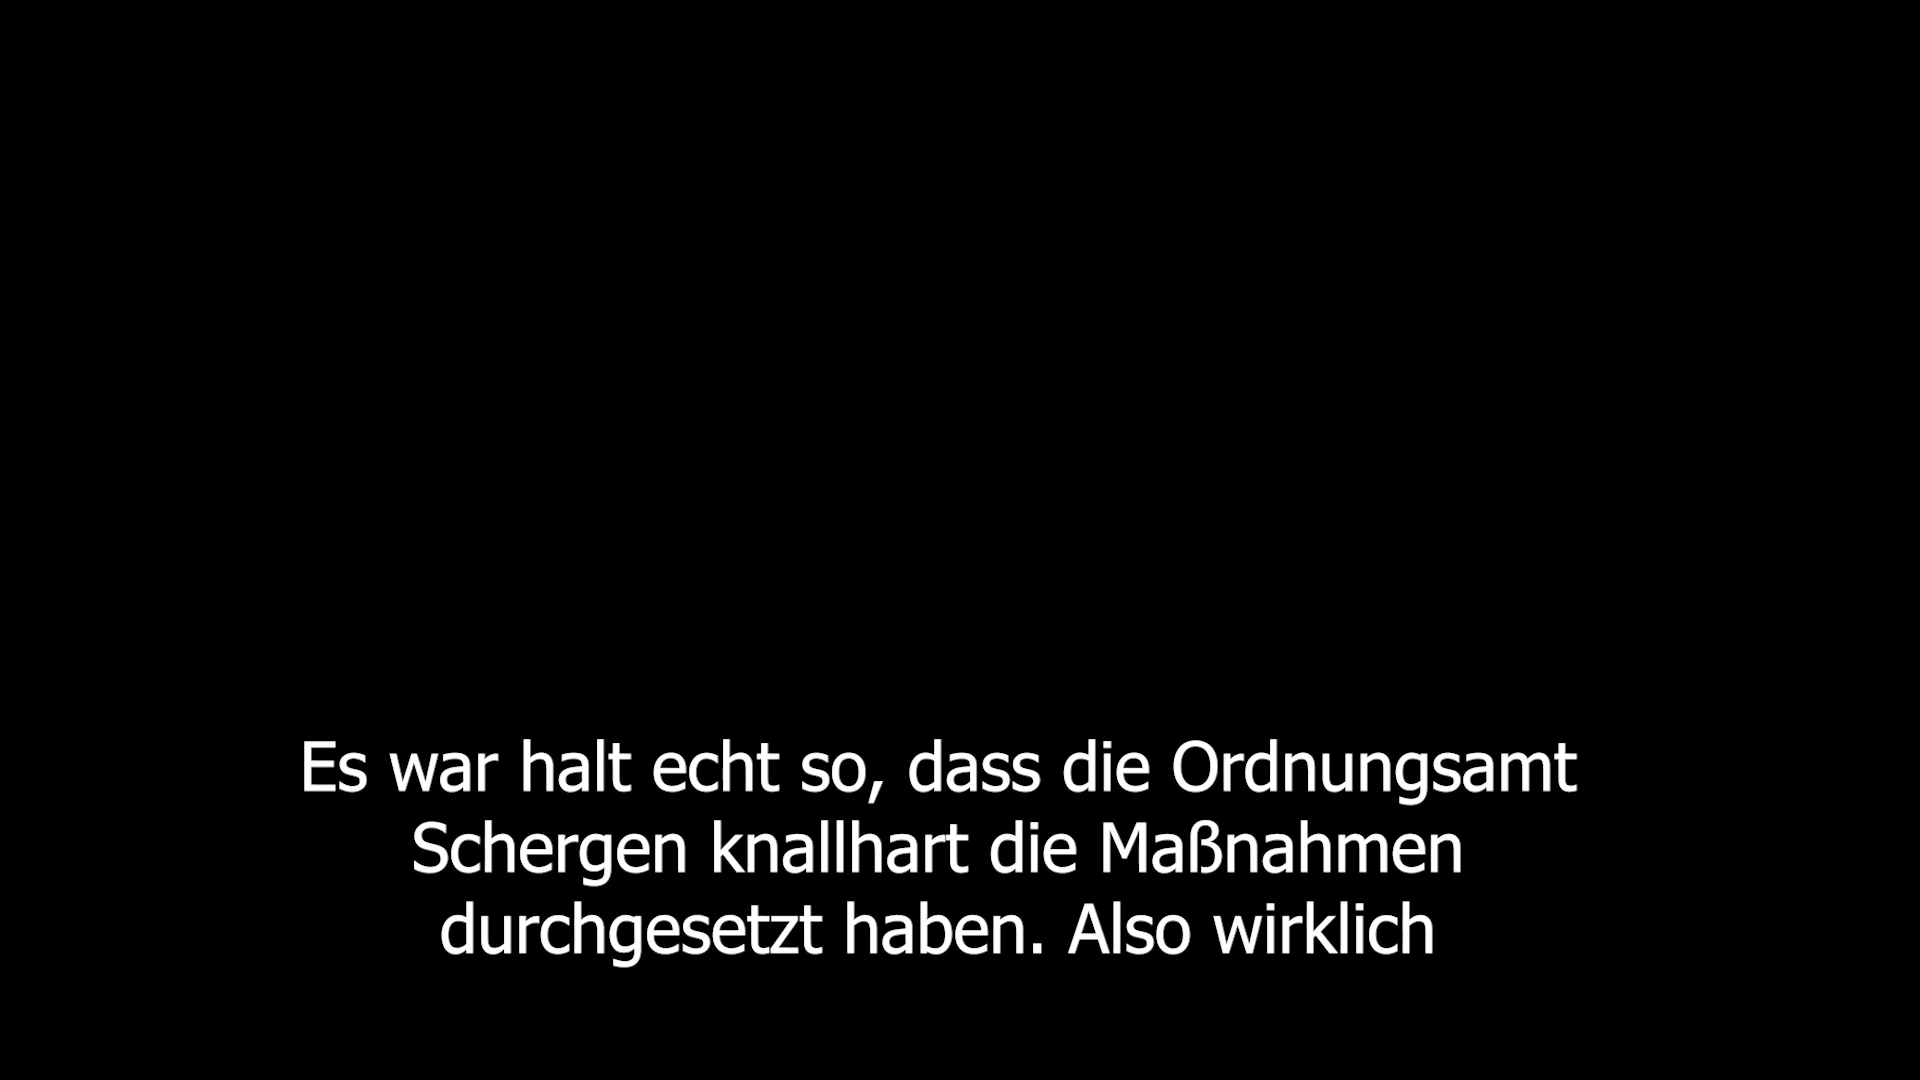 Es war halt echt so, dass die Ordnungsamt
Schergen knallhart die Maßnahmen
durchgesetzt haben. Also wirklich